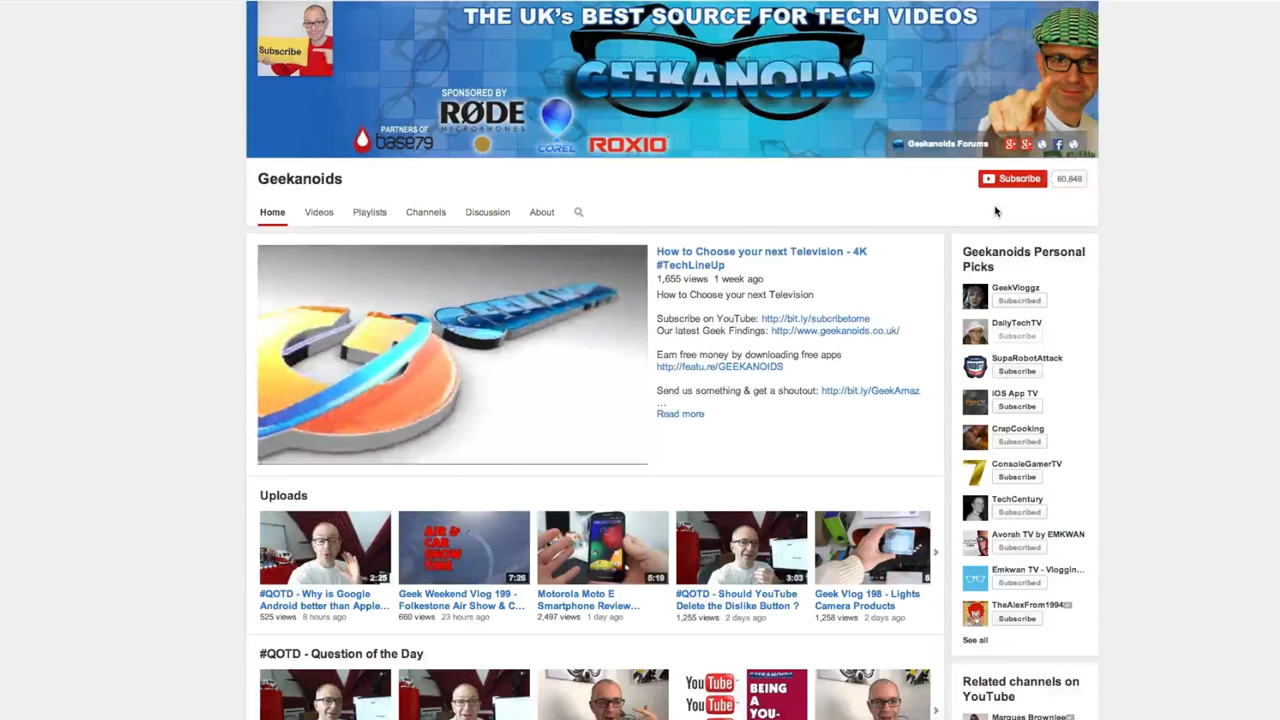 THE UK's BEST SOURCE FOR TECH VIDEOS
Subscribe
GEEKANOIDS
SPONSORED BY
RØDE
MICROPHONES
PARTNERS OF
base79
COREL
ROXIO
Geekanoids Forums
Geekanoids
Subscribe
60,848
Home
Videos
Playlists
Channels
Discussion
About
How to Choose your next Television - 4K
#TechLineUp
1,655 views 1 week ago
How to Choose your next Television
Subscribe on YouTube: http://bit.ly/subcribetome
Our latest Geek Findings: http://www.geekanoids.co.uk/
Earn free money by downloading free apps
http://featu.re/GEEKANOIDS
Send us something & get a shoutout: http://bit.ly/GeekAmaz
...
Read more
Geekanoids Personal
Picks
GeekVloggz
Subscribed
DailyTechTV
Subscribe
SupaRobotAttack
Subscribe
iOS App TV
Subscribe
CrapCooking
Subscribed
ConsoleGamerTV
Subscribe
TechCentury
Subscribed
Avorah TV by EMKWAN
Subscribed
Emkwan TV - Vloggin...
Subscribed
TheAlexFrom1994
Subscribe
See all
Related channels on
YouTube
Marques Brownlee
Uploads
2:25
AIR &
CAR
SHOW
TIME
7:26
5:19
3:03
8
#QOTD - Why is Google
Android better than Apple...
525 views 8 hours ago
Geek Weekend Vlog 199 -
Folkestone Air Show & C...
660 views 23 hours ago
Motorola Moto E
Smartphone Review...
2,497 views 1 day ago
#QOTD - Should YouTube
Delete the Dislike Button ?
1,255 views 2 days ago
Geek Vlog 198 - Lights
Camera Products
1,258 views 2 days ago
#QOTD - Question of the Day
YouTube
YouTube
BEING
A
YOU-